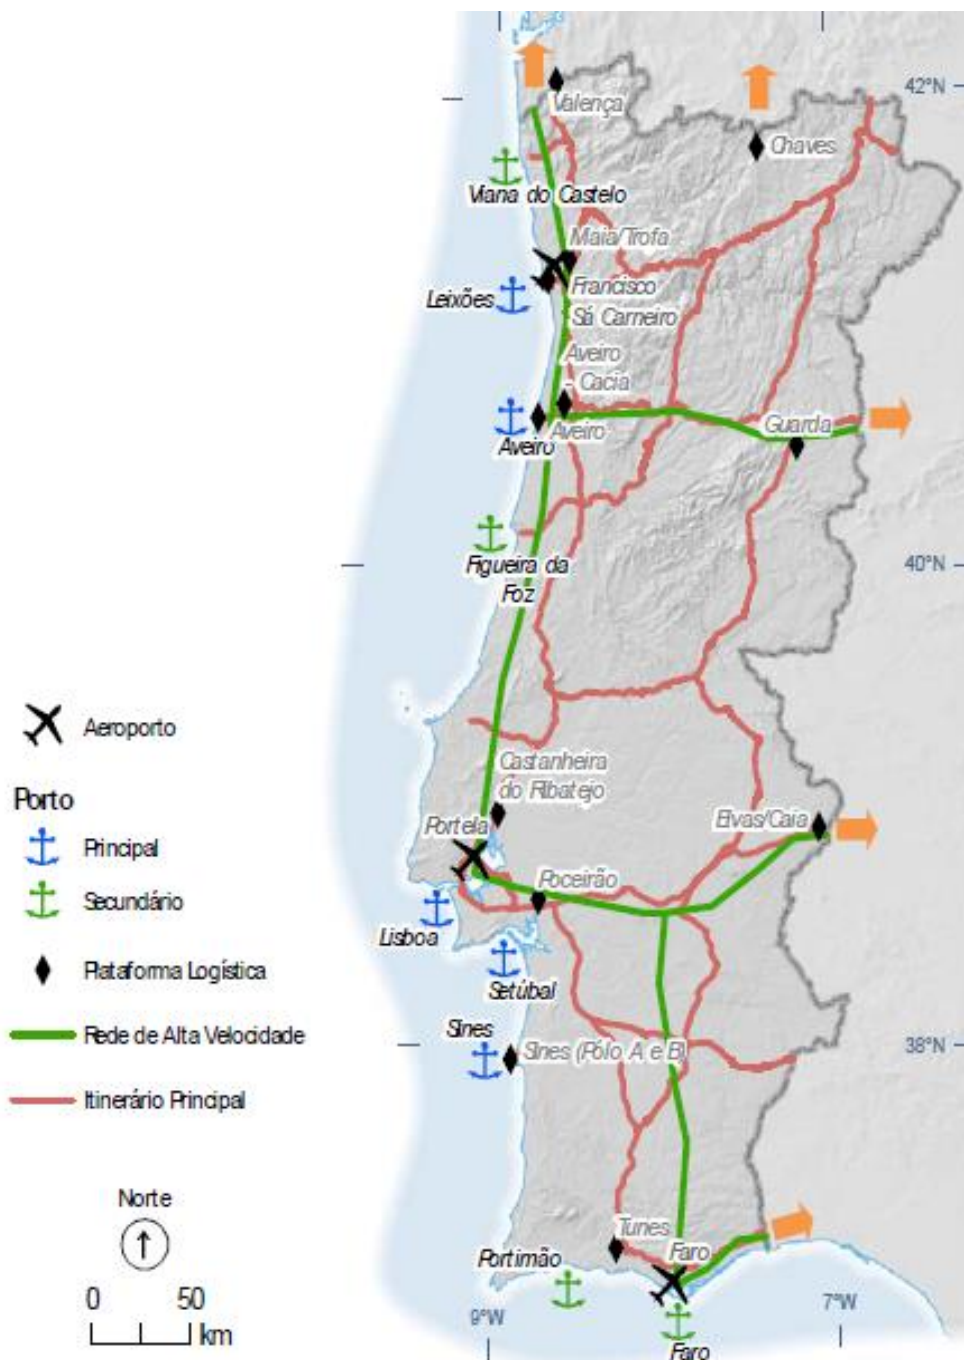 42°N
Valença
Chaves
Viana do Castelo
Maia/Trofa
Leixões
Francisco
Sá Carneiro
Aveiro
- Cacia
Guarda
Aveiro
Aveiro
40°N
Figueira da
Foz
Aeroporto
Castanheira
do Ribatejo
Porto
Portela
Elvas/Caia
Principal
Poceirão
Secundário
Lisboa
Plataforma Logística
Setúbal
Rede de Alta Velocidade
Sines
Sines (Pólo A e B)
38°N
Itinerário Principal
Norte
Tunes
Faro
Portimão
0 50
km
9°W
7°W
Faro